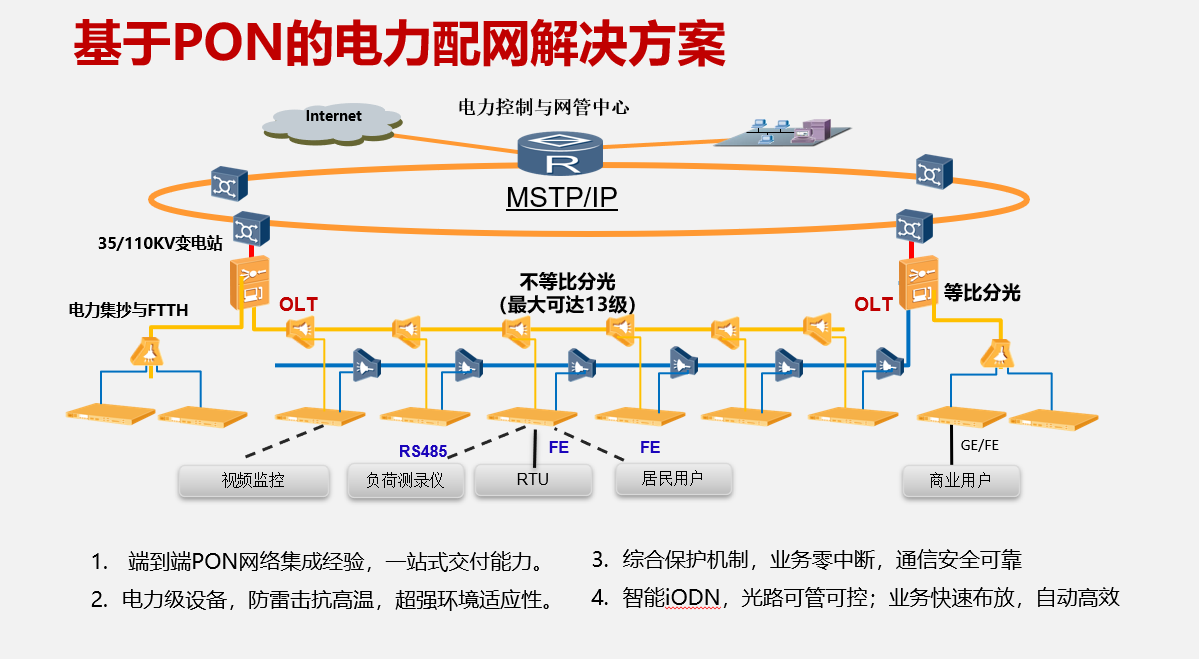 基于PON的电力配网解决方案
电力控制与网管中心
Internet
MSTP/IP
35/110KV变电站
不等比分光
（最大可达13级）
OLT
OLT
等比分光
电力集抄与FTTH
RS485
FE
FE
GE/FE
视频监控
负荷测录仪
RTU
居民用户
商业用户
1. 端到端PON网络集成经验，一站式交付能力。
2. 电力级设备，防雷击抗高温，超强环境适应性。
3. 综合保护机制，业务零中断，通信安全可靠
4. 智能iODN，光路可管可控；业务快速布放，自动高效